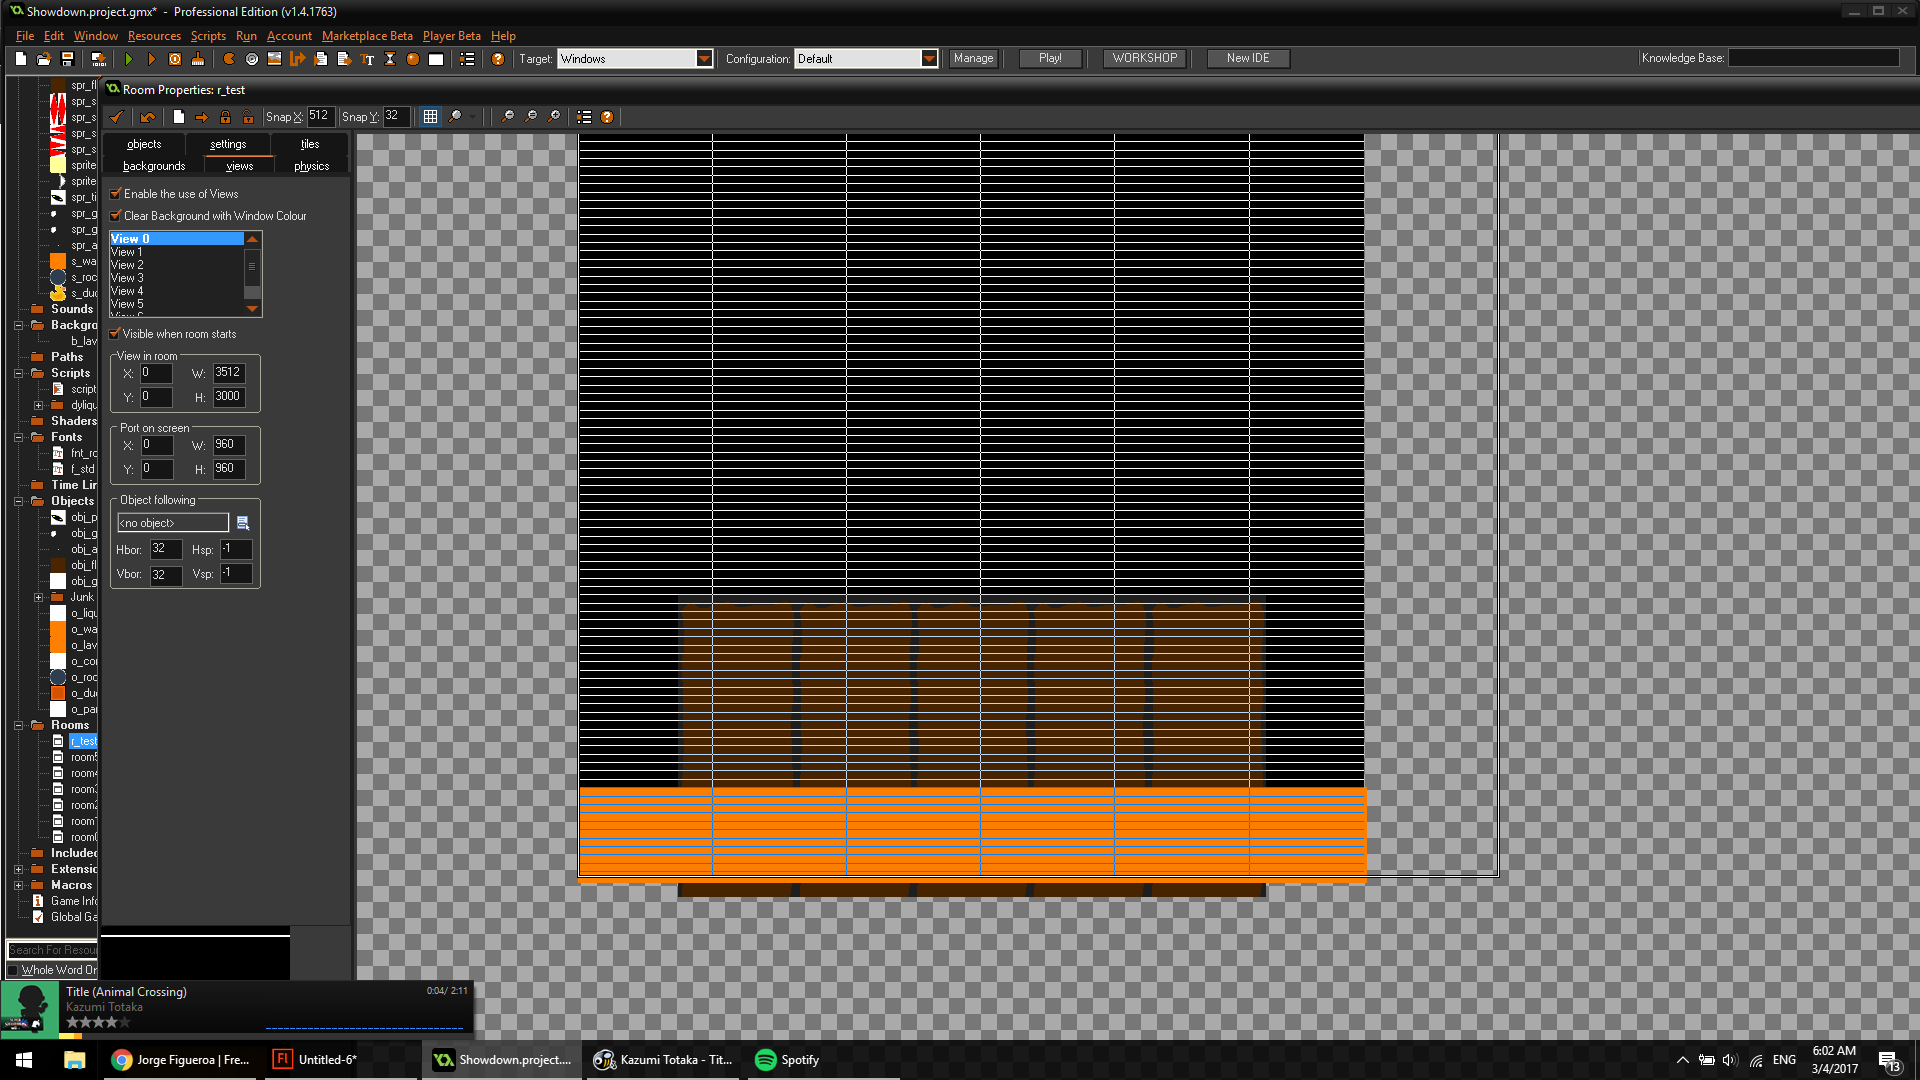 Showdown.project.gmx* - Professional Edition (v1.4.1763)
File Edit Window Resources Scripts Run Account Marketplace Beta Player Beta Help
Target: Windows Configuration: Default Manage Play! WORKSHOP New IDE Knowledge Base:
Room Properties: r_test
Snap X: 512 Snap Y: 32
objects settings tiles
backgrounds views physics
Enable the use of Views
Clear Background with Window Colour
View 0
View 1
View 2
View 3
View 4
View 5
Visible when room starts
View in room
X: 0 W: 3512
Y: 0 H: 3000
Port on screen
X: 0 W: 960
Y: 0 H: 960
Object following
<no object>
Hbor: 32 Hsp: -1
Vbor: 32 Vsp: -1
spr_fl
spr_s
spr_s
spr_s
spr_s
sprite
sprite
spr_ti
spr_g
spr_g
spr_a
s_wa
s_roc
s_duc
Sounds
Backgro
b_lav
Paths
Scripts
script
dyliqu
Shaders
Fonts
fnt_ro
f_std
Time Lin
Objects
obj_p
obj_g
obj_a
obj_fl
obj_g
Junk
o_liqu
o_wa
o_lav
o_cor
o_roc
o_duc
o_par
Rooms
r_test
room5
room4
room3
room2
room1
room0
Included
Extensio
Macros
Game Info
Global Ga
Search For Resour
Whole Word On
Title (Animal Crossing) 0:04/ 2:11
Kazumi Totaka
Jorge Figueroa | Fre...
Untitled-6*
Showdown.project....
Kazumi Totaka - Tit...
Spotify
ENG
6:02 AM
3/4/2017
13